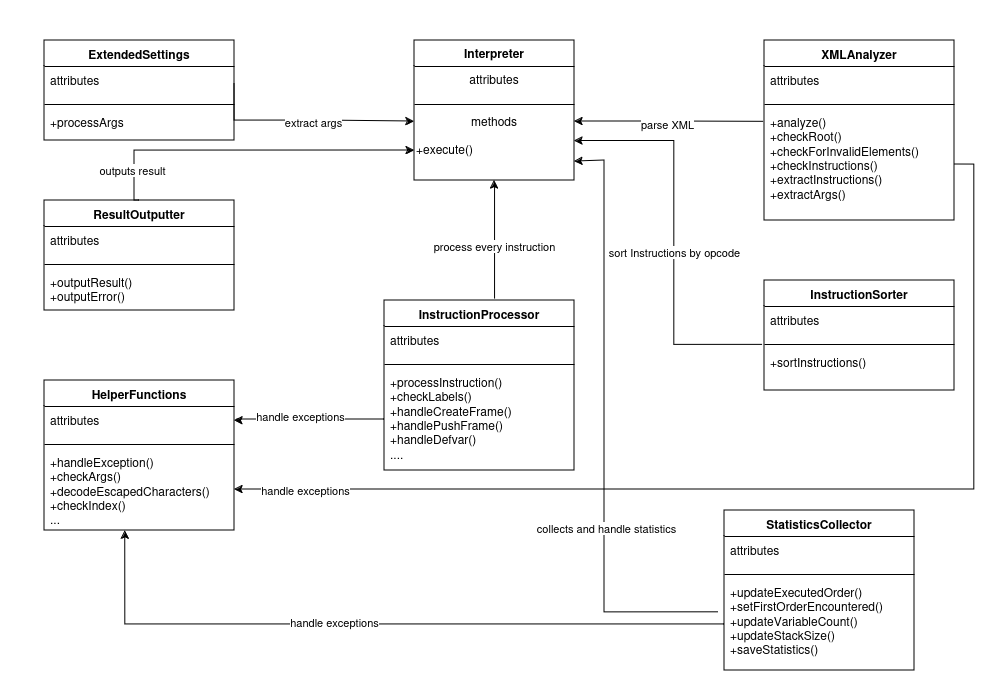 ExtendedSettings
attributes
+processArgs
extract args
Interpreter
attributes
methods
+execute()
XMLAnalyzer
attributes
+analyze()
+checkRoot()
+checkForInvalidElements()
+checkInstructions()
+extractInstructions()
+extractArgs()
parse XML
outputs result
ResultOutputter
attributes
+outputResult()
+outputError()
process every instruction
sort Instructions by opcode
InstructionSorter
attributes
+sortInstructions()
InstructionProcessor
attributes
+processInstruction()
+checkLabels()
+handleCreateFrame()
+handlePushFrame()
+handleDefvar()
....
HelperFunctions
attributes
+handleException()
+checkArgs()
+decodeEscapedCharacters()
+checkIndex()
...
handle exceptions
handle exceptions
collects and handle statistics
StatisticsCollector
attributes
+updateExecutedOrder()
+setFirstOrderEncountered()
+updateVariableCount()
+updateStackSize()
+saveStatistics()
handle exceptions